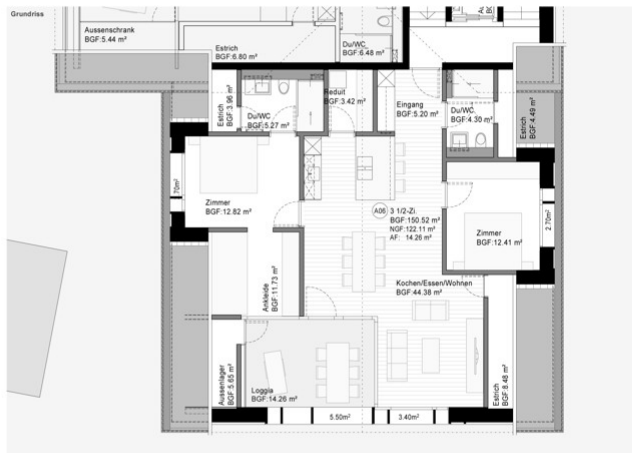 Grundriss
Aussenschrank
BGF: 5.44 m²
Estrich
BGF: 6.80 m²
Du/WC
BGF: 6.48 m²
Estrich
BGF: 3.96 m²
Du/WC
BGF: 5.27 m²
Reduit
BGF: 3.42 m²
Eingang
BGF: 5.20 m²
Du/WC
BGF: 4.30 m²
Estrich
BGF: 4.49 m²
Zimmer
BGF: 12.82 m²
A06 3 1/2-Zi.
BGF: 150.52 m²
NGF: 122.11 m²
AF: 14.26 m²
Zimmer
BGF: 12.41 m²
2.70m²
Ankleide
BGF: 11.73 m²
Kochen/Essen/Wohnen
BGF: 44.38 m²
Aussenlager
BGF: 5.65 m²
Loggia
BGF: 14.26 m²
Estrich
BGF: 8.48 m²
5.50m²
3.40m²